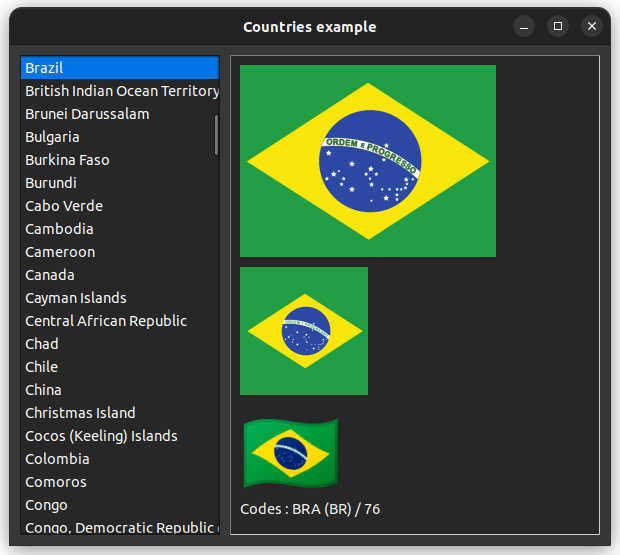 Countries example
Brazil
British Indian Ocean Territory
Brunei Darussalam
Bulgaria
Burkina Faso
Burundi
Cabo Verde
Cambodia
Cameroon
Canada
Cayman Islands
Central African Republic
Chad
Chile
China
Christmas Island
Cocos (Keeling) Islands
Colombia
Comoros
Congo
Congo, Democratic Republic
ORDEM E PROGRESSO
Codes : BRA (BR) / 76